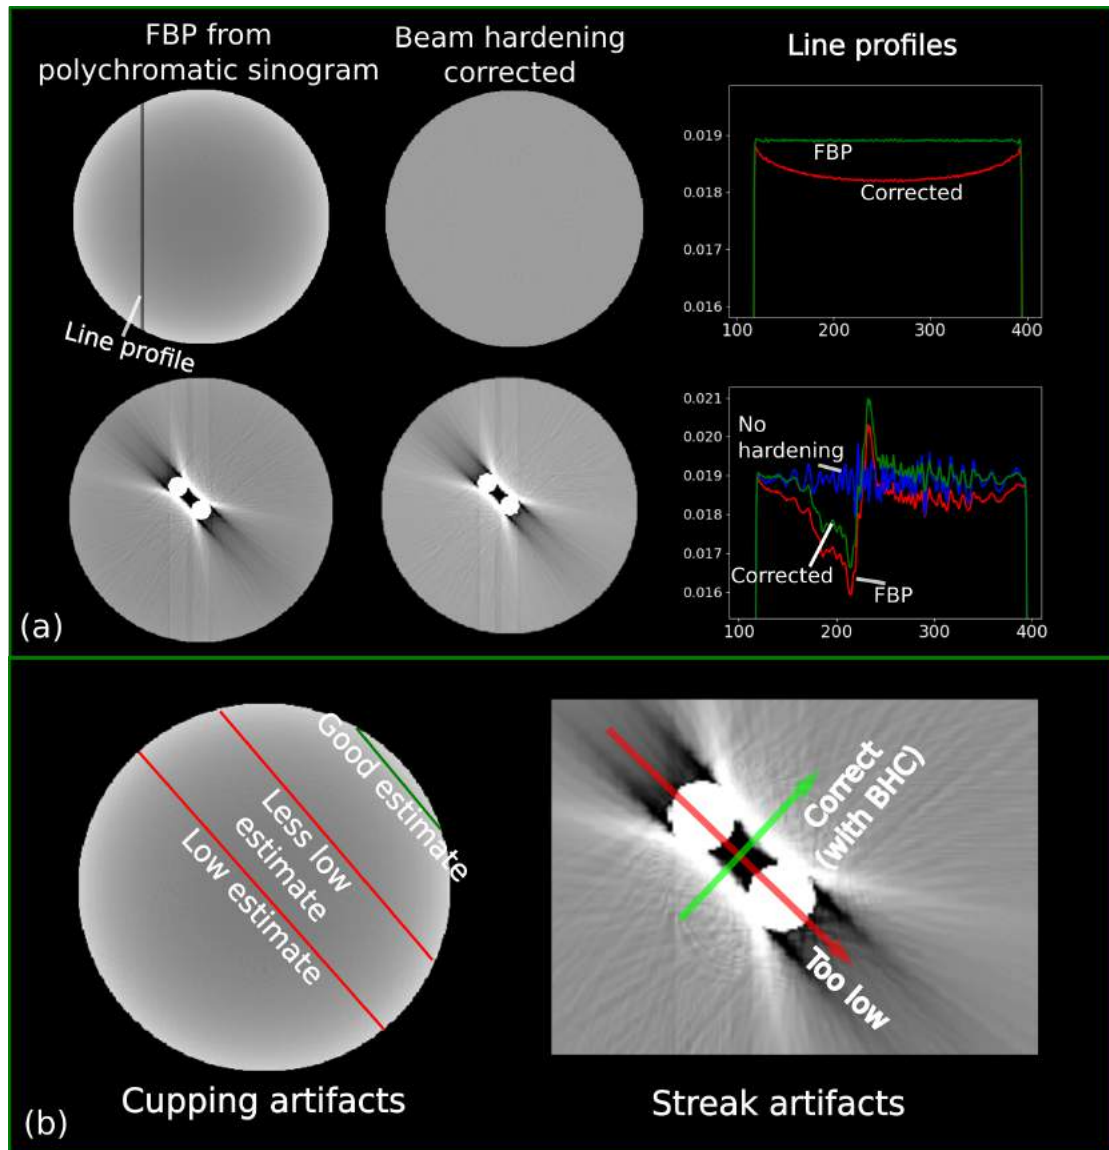 FBP from
polychromatic sinogram
Beam hardening
corrected
Line profiles
Line profile
0.019
0.018
0.017
0.016
FBP
Corrected
100
200
300
400
0.021
0.020
0.019
0.018
0.017
0.016
No
hardening
Corrected
FBP
100
200
300
400
(a)
Good estimate
Less low
estimate
Low estimate
Cupping artifacts
Correct
(with BHC)
Too low
Streak artifacts
(b)